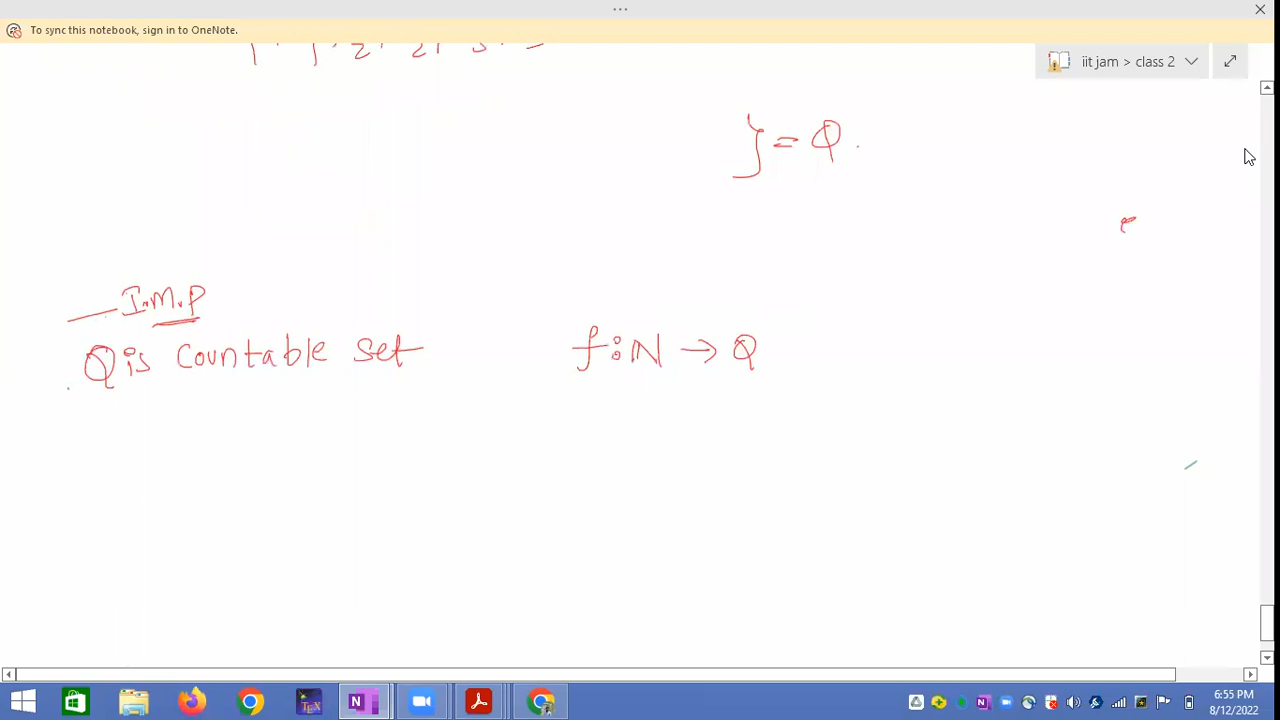 To sync this notebook, sign in to OneNote.
iit jam > class 2
} = Q.
I.M.P
Q is Countable set f: N → Q
6:55 PM
8/12/2022